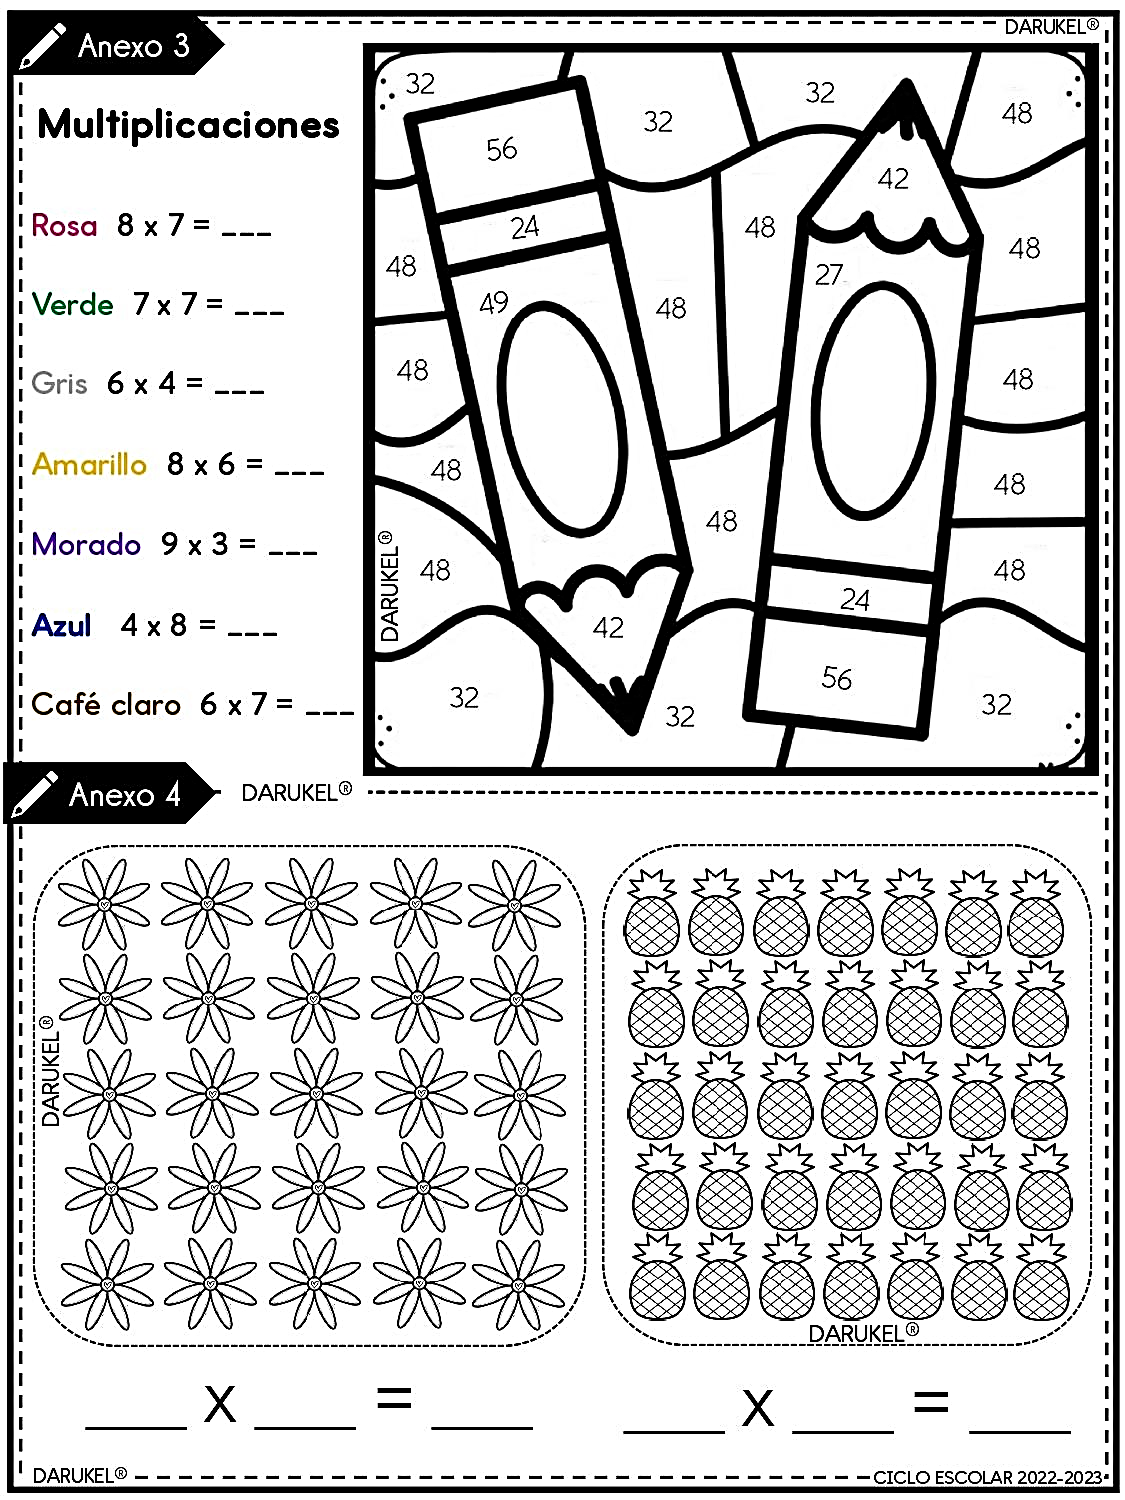 DARUKEL®
Anexo 3
Multiplicaciones
Rosa 8 x 7 = ___
Verde 7 x 7 = ___
Gris 6 x 4 = ___
Amarillo 8 x 6 = ___
Morado 9 x 3 = ___
Azul 4 x 8 = ___
Café claro 6 x 7 = ___
32
32
32
48
56
42
24
48
48
48
27
48
49
48
48
48
48
48
48
48
48
DARUKEL®
24
42
56
32
32
32
Anexo 4
DARUKEL®
DARUKEL®
DARUKEL®
___ x ___ = ___
___ x ___ = ___
DARUKEL®
CICLO ESCOLAR 2022-2023